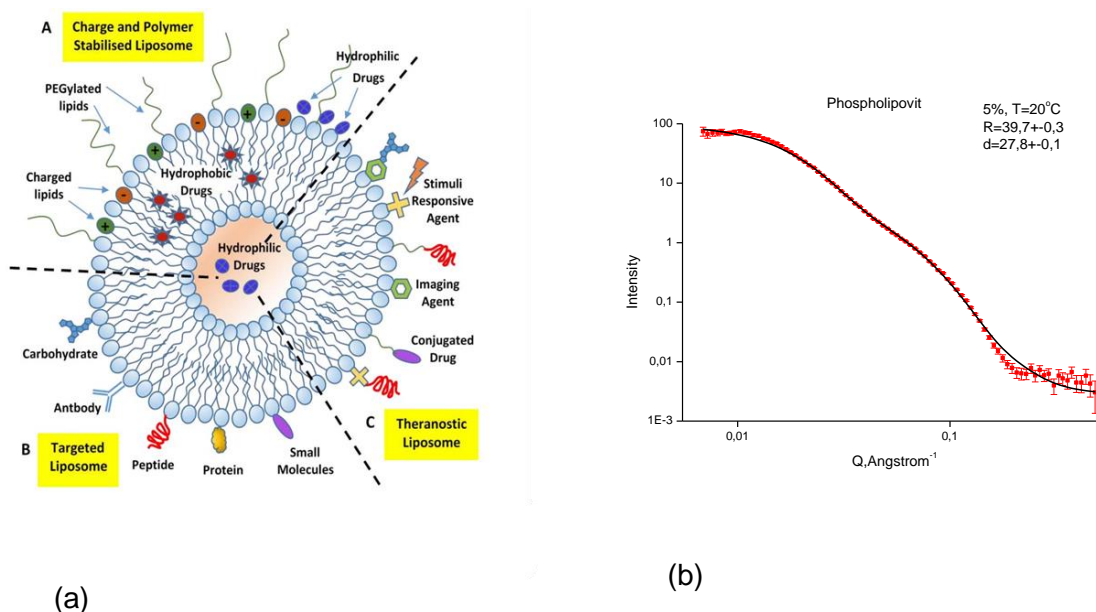 A
Charge and Polymer
Stabilised Liposome
Hydrophilic
Drugs
PEGylated
lipids
Hydrophobic
Drugs
Charged
lipids
+
-
+
-
+
-
Stimuli
Responsive
Agent
Hydrophilic
Drugs
Imaging
Agent
Carbohydrate
Conjugated
Drug
Antibody
B
Targeted
Liposome
Peptide
Protein
Small
Molecules
C
Theranostic
Liposome
(a)
Phospholipovit
5%, T=20°C
R=39,7+-0,3
d=27,8+-0,1
Intensity
100
10
1
0,1
0,01
1E-3
0,01
0,1
Q,Angstrom-1
(b)